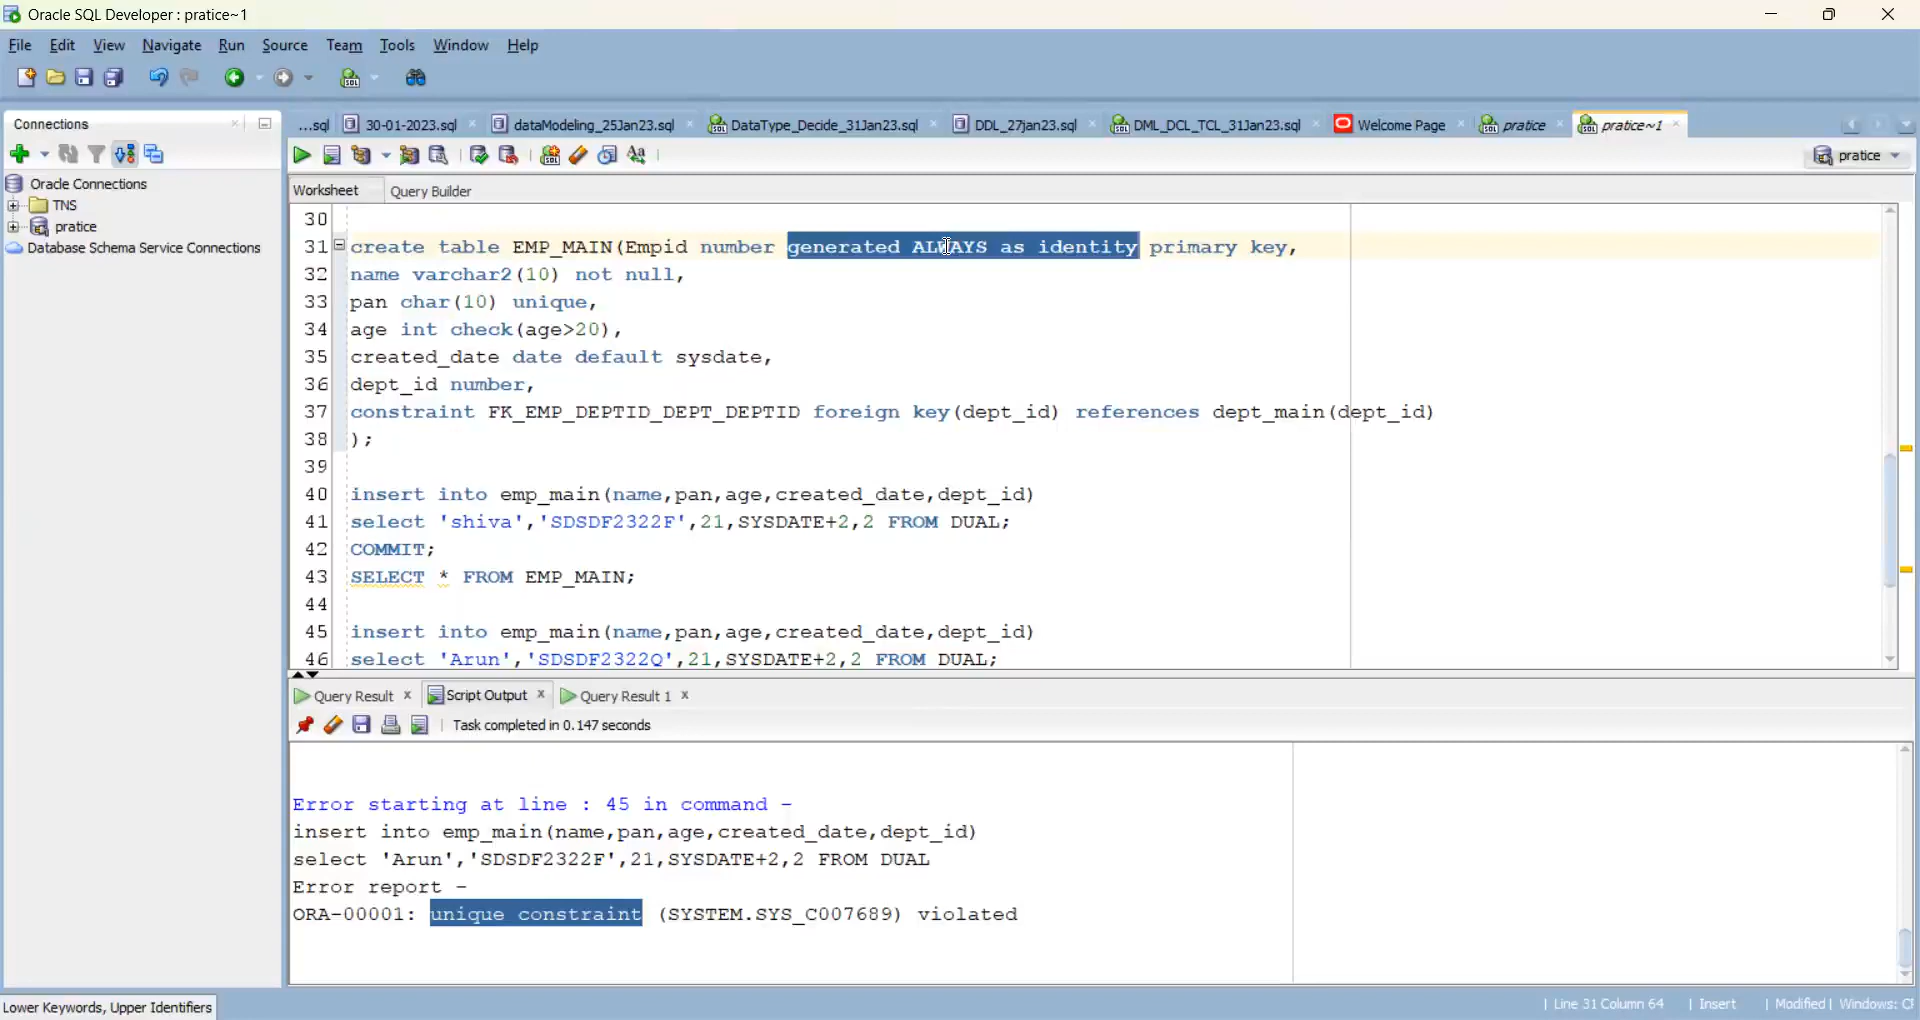 Oracle SQL Developer : pratice~1
File Edit View Navigate Run Source Team Tools Window Help
Connections
...sql 30-01-2023.sql dataModeling_25Jan23.sql DataType_Decide_31Jan23.sql DDL_27jan23.sql DML_DCL_TCL_31Jan23.sql Welcome Page pratice pratice~1
pratice
Oracle Connections
TNS
pratice
Database Schema Service Connections
Worksheet Query Builder
30
31 create table EMP_MAIN(Empid number generated ALWAYS as identity primary key,
32 name varchar2(10) not null,
33 pan char(10) unique,
34 age int check(age>20),
35 created_date date default sysdate,
36 dept_id number,
37 constraint FK_EMP_DEPTID_DEPT_DEPTID foreign key(dept_id) references dept_main(dept_id)
38 );
39
40 insert into emp_main(name,pan,age,created_date,dept_id)
41 select 'shiva','SDSDF2322F',21,SYSDATE+2,2 FROM DUAL;
42 COMMIT;
43 SELECT * FROM EMP_MAIN;
44
45 insert into emp_main(name,pan,age,created_date,dept_id)
46 select 'Arun','SDSDF2322Q',21,SYSDATE+2,2 FROM DUAL;
Query Result Script Output Query Result 1
Task completed in 0.147 seconds
Error starting at line : 45 in command -
insert into emp_main(name,pan,age,created_date,dept_id)
select 'Arun','SDSDF2322F',21,SYSDATE+2,2 FROM DUAL
Error report -
ORA-00001: unique constraint (SYSTEM.SYS_C007689) violated
Lower Keywords, Upper Identifiers
Line 31 Column 64 Insert Modified Windows: C